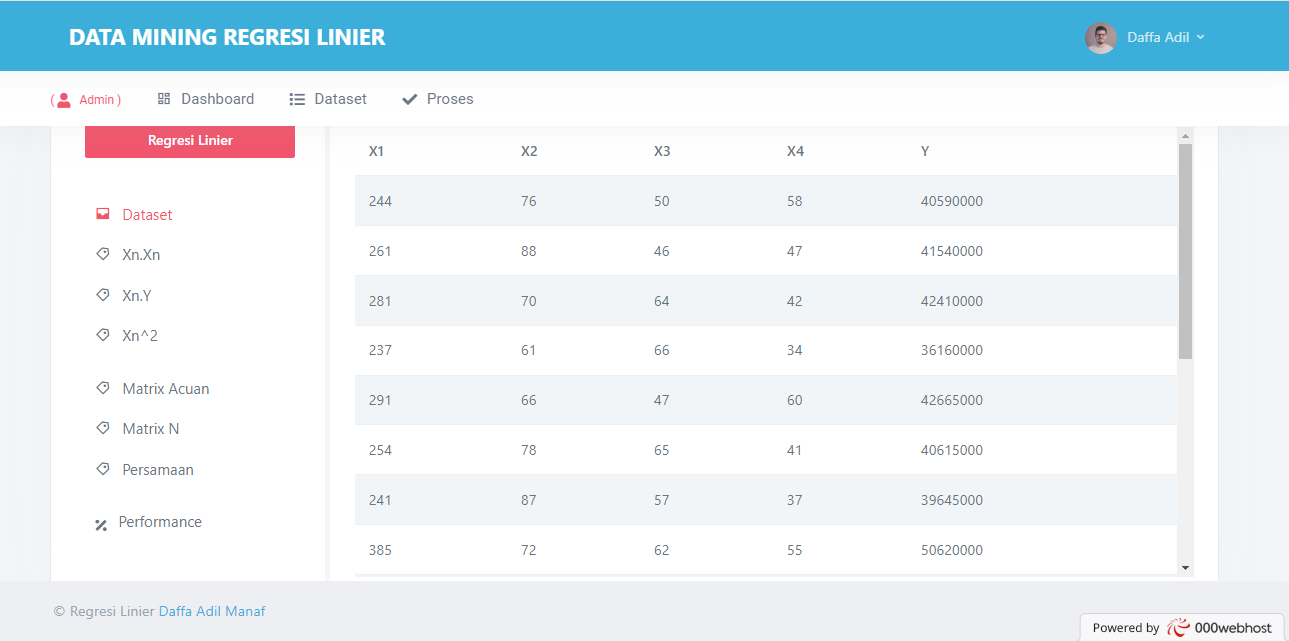 DATA MINING REGRESI LINIER
Daffa Adil
( Admin )
Dashboard
Dataset
Proses
Regresi Linier
Dataset
Xn.Xn
Xn.Y
Xn^2
Matrix Acuan
Matrix N
Persamaan
Performance
X1 X2 X3 X4 Y
244 76 50 58 40590000
261 88 46 47 41540000
281 70 64 42 42410000
237 61 66 34 36160000
291 66 47 60 42665000
254 78 65 41 40615000
241 87 57 37 39645000
385 72 62 55 50620000
© Regresi Linier Daffa Adil Manaf
Powered by 000webhost